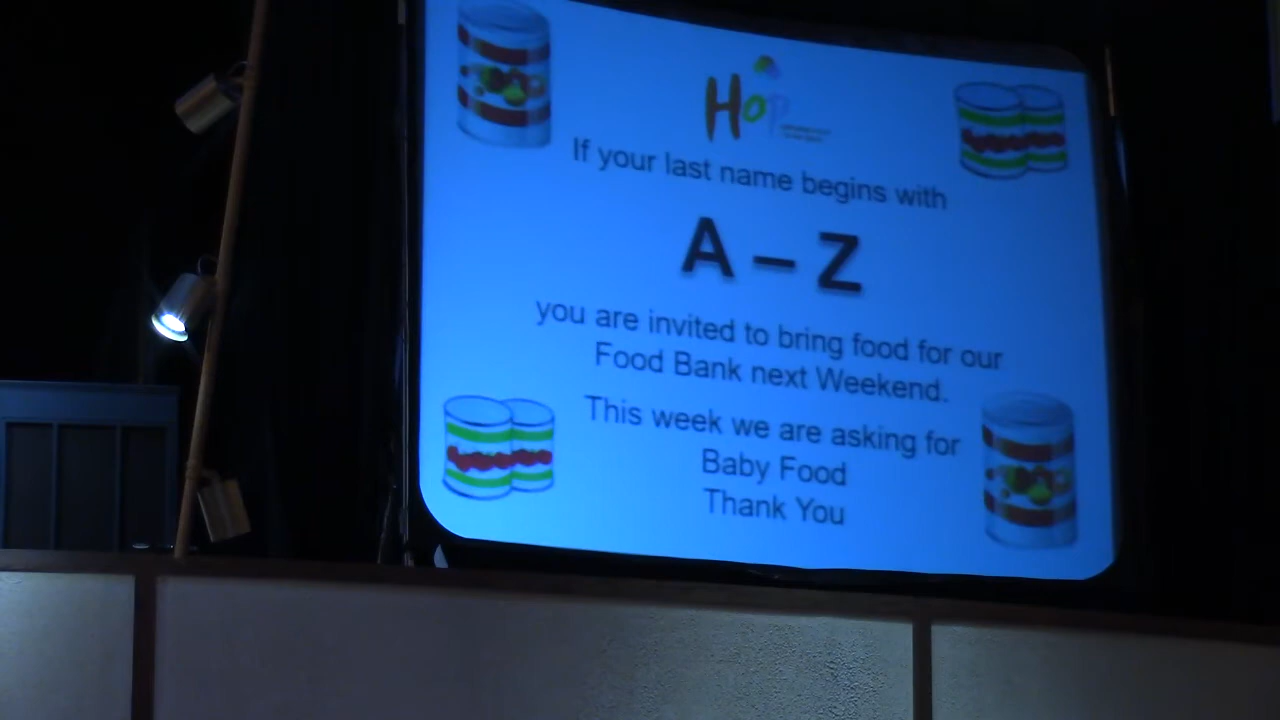 Hop
If your last name begins with
A – Z
you are invited to bring food for our
Food Bank next Weekend.
This week we are asking for
Baby Food
Thank You